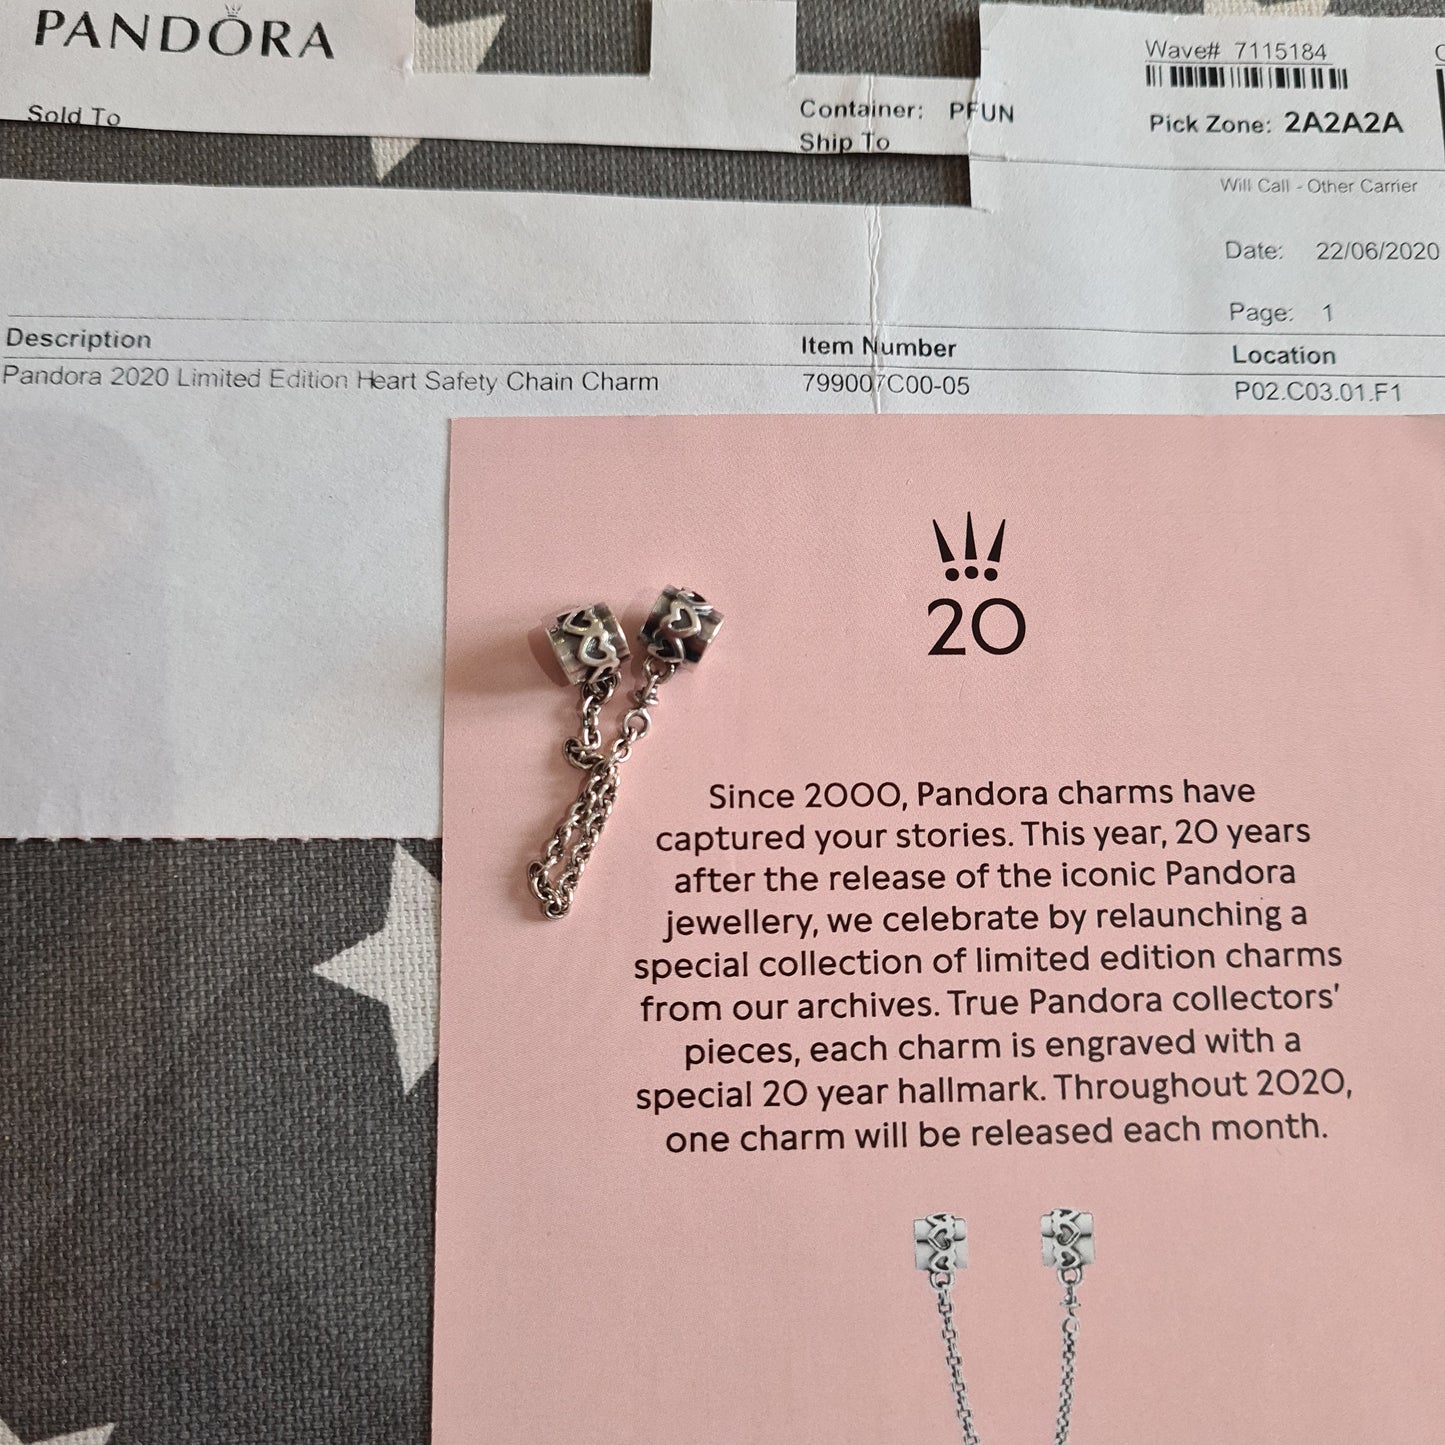 PANDORA
Wave# 7115184
Sold To
Container: PFUN
Ship To
Pick Zone: 2A2A2A
Will Call - Other Carrier
Date: 22/06/2020
Page: 1
Description Item Number Location
Pandora 2020 Limited Edition Heart Safety Chain Charm 799007C00-05 P02.C03.01.F1
20
Since 2000, Pandora charms have
captured your stories. This year, 20 years
after the release of the iconic Pandora
jewellery, we celebrate by relaunching a
special collection of limited edition charms
from our archives. True Pandora collectors'
pieces, each charm is engraved with a
special 20 year hallmark. Throughout 2020,
one charm will be released each month.